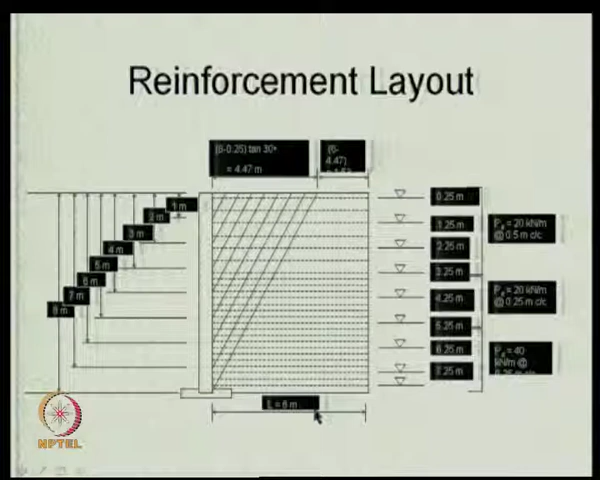 Reinforcement Layout
(8-0.25) tan 30°
= 4.47 m
(6-
4.47)
1 m
2 m
3 m
4 m
5 m
6 m
7 m
8 m
0.25 m
1.25 m
2.25 m
3.25 m
4.25 m
5.25 m
6.25 m
7.25 m
= 20 kN/m
@ 0.5 m c/c
= 20 kN/m
@ 0.25 m c/c
= 40
kN/m @
L = 6 m
NPTEL